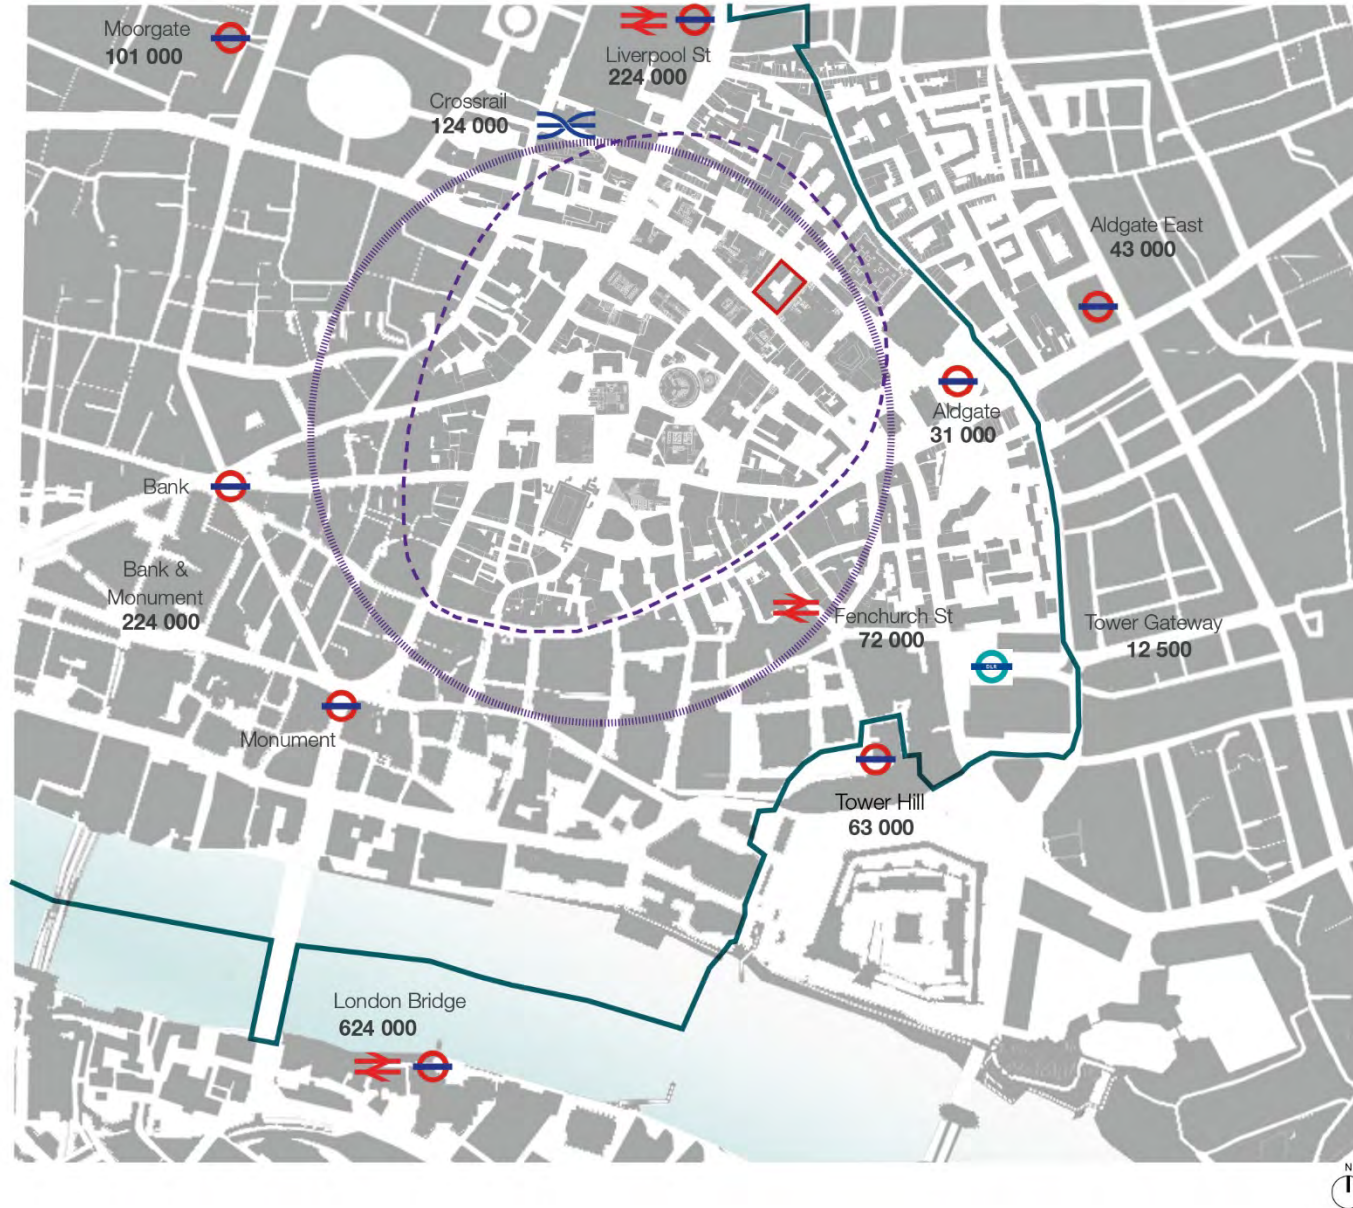 Moorgate
101 000
Liverpool St
224 000
Crossrail
124 000
Aldgate East
43 000
Aldgate
31 000
Bank
Bank &
Monument
224 000
Fenchurch St
72 000
Tower Gateway
12 500
DLR
Monument
Tower Hill
63 000
London Bridge
624 000
N